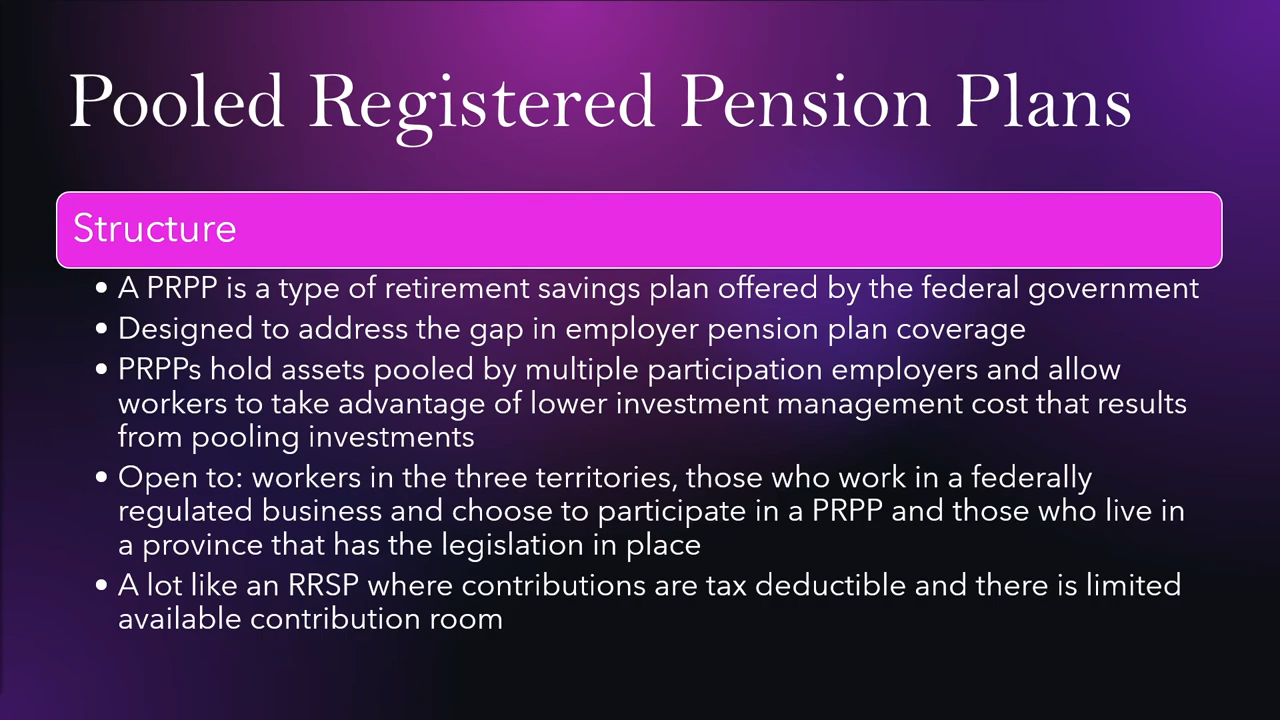 Pooled Registered Pension Plans
Structure
• A PRPP is a type of retirement savings plan offered by the federal government
• Designed to address the gap in employer pension plan coverage
• PRPPs hold assets pooled by multiple participation employers and allow
workers to take advantage of lower investment management cost that results
from pooling investments
• Open to: workers in the three territories, those who work in a federally
regulated business and choose to participate in a PRPP and those who live in
a province that has the legislation in place
• A lot like an RRSP where contributions are tax deductible and there is limited
available contribution room